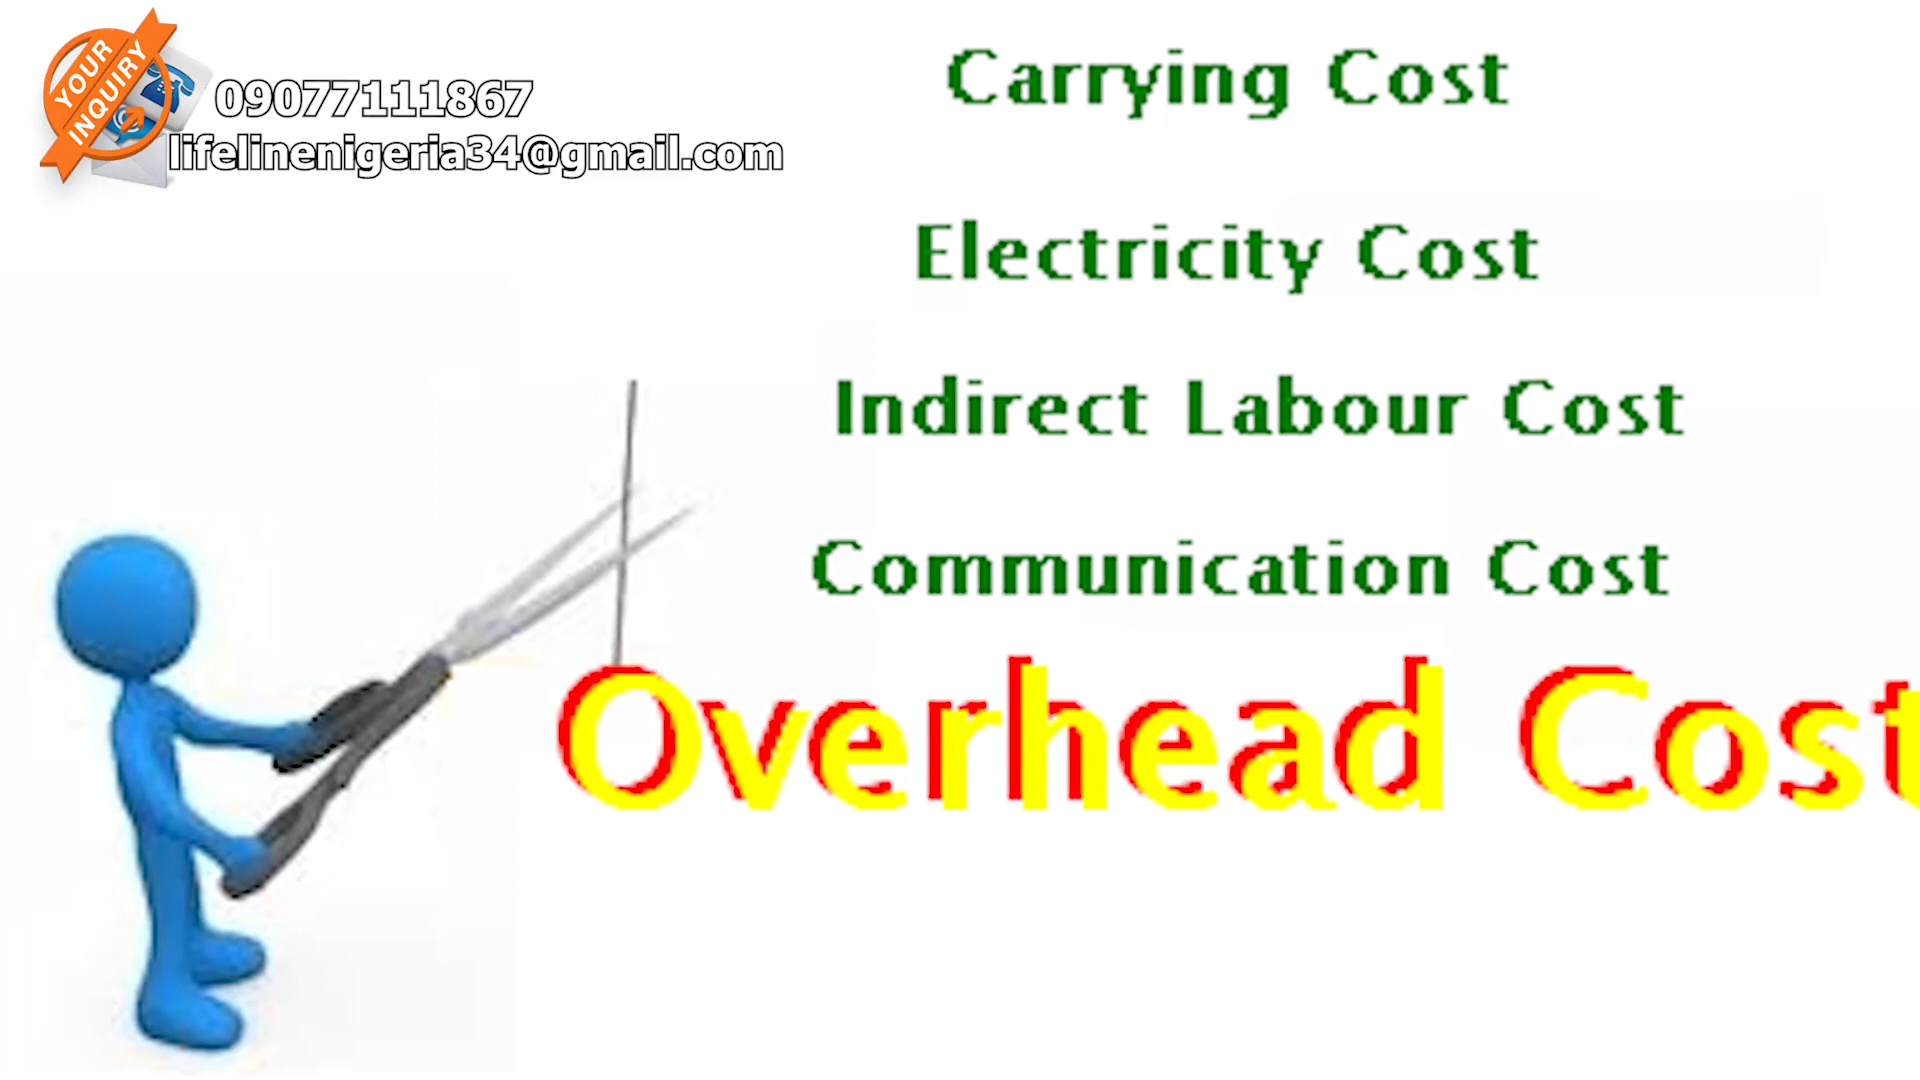 YOUR
INQUIRY
09077111867
lifelinenigeria34@gmail.com
Carrying Cost
Electricity Cost
Indirect Labour Cost
Communication Cost
Overhead Cost